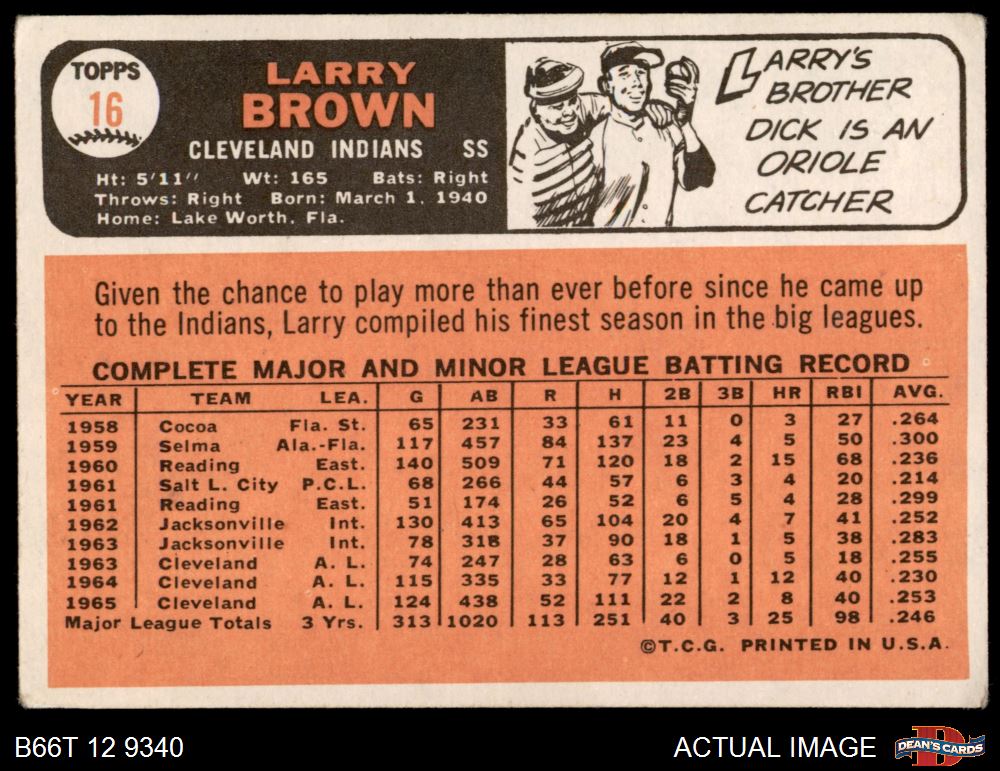 TOPPS
16
LARRY
BROWN
CLEVELAND INDIANS SS
Ht: 5'11" Wt: 165 Bats: Right
Throws: Right Born: March 1, 1940
Home: Lake Worth, Fla.
LARRY'S
BROTHER
DICK IS AN
ORIOLE
CATCHER
Given the chance to play more than ever before since he came up
to the Indians, Larry compiled his finest season in the big leagues.
COMPLETE MAJOR AND MINOR LEAGUE BATTING RECORD
YEAR TEAM LEA. G AB R H 2B 3B HR RBI AVG.
1958 Cocoa Fla. St. 65 231 33 61 11 0 3 27 .264
1959 Selma Ala.-Fla. 117 457 84 137 23 4 5 50 .300
1960 Reading East. 140 509 71 120 18 2 15 68 .236
1961 Salt L. City P.C.L. 68 266 44 57 6 3 4 20 .214
1961 Reading East. 51 174 26 52 6 5 4 28 .299
1962 Jacksonville Int. 130 413 65 104 20 4 7 41 .252
1963 Jacksonville Int. 78 318 37 90 18 1 5 38 .283
1963 Cleveland A. L. 74 247 28 63 6 0 5 18 .255
1964 Cleveland A. L. 115 335 33 77 12 1 12 40 .230
1965 Cleveland A. L. 124 438 52 111 22 2 8 40 .253
Major League Totals 3 Yrs. 313 1020 113 251 40 3 25 98 .246
©T.C.G. PRINTED IN U.S.A.
B66T 12 9340
ACTUAL IMAGE
D
DEAN'S CARDS